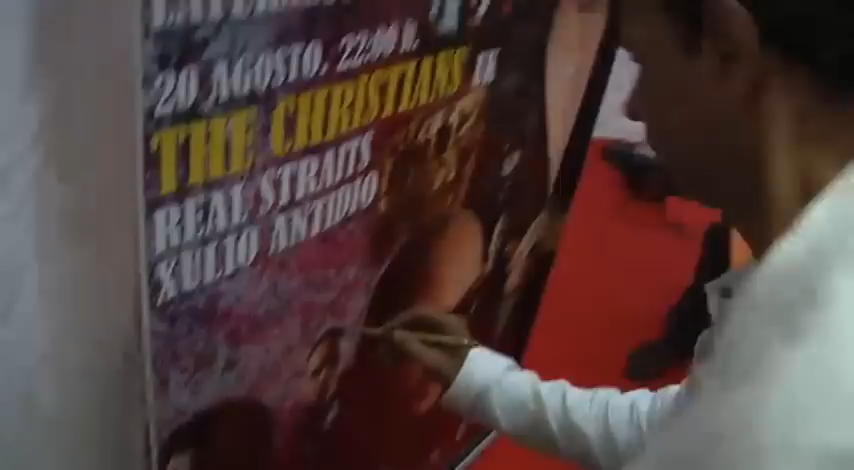 20 AGOSTO. 22:00 H.
THE CHRISTIANS
REAL STRAITS
XULIO ANTIDIO